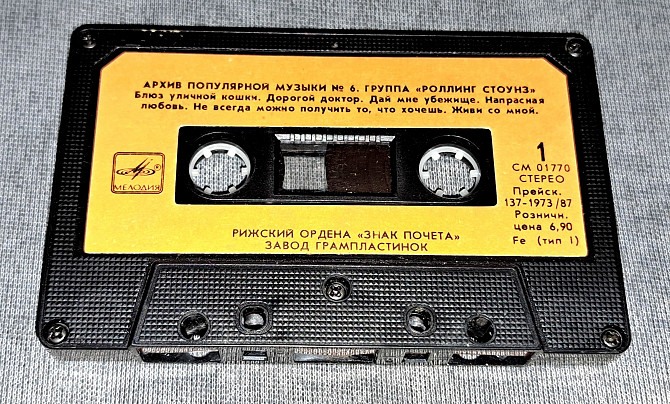 АРХИВ ПОПУЛЯРНОЙ МУЗЫКИ № 6. ГРУППА «РОЛЛИНГ СТОУНЗ»
Блюз уличной кошки. Дорогой доктор. Дай мне убежище. Напрасная
любовь. Не всегда можно получить то, что хочешь. Живи со мной.
МЕЛОДИЯ
1
СМ 01770
СТЕРЕО
Прейск.
137-1973/87
Розничн.
цена 6,90
Fe (тип I)
РИЖСКИЙ ОРДЕНА «ЗНАК ПОЧЕТА»
ЗАВОД ГРАМПЛАСТИНОК